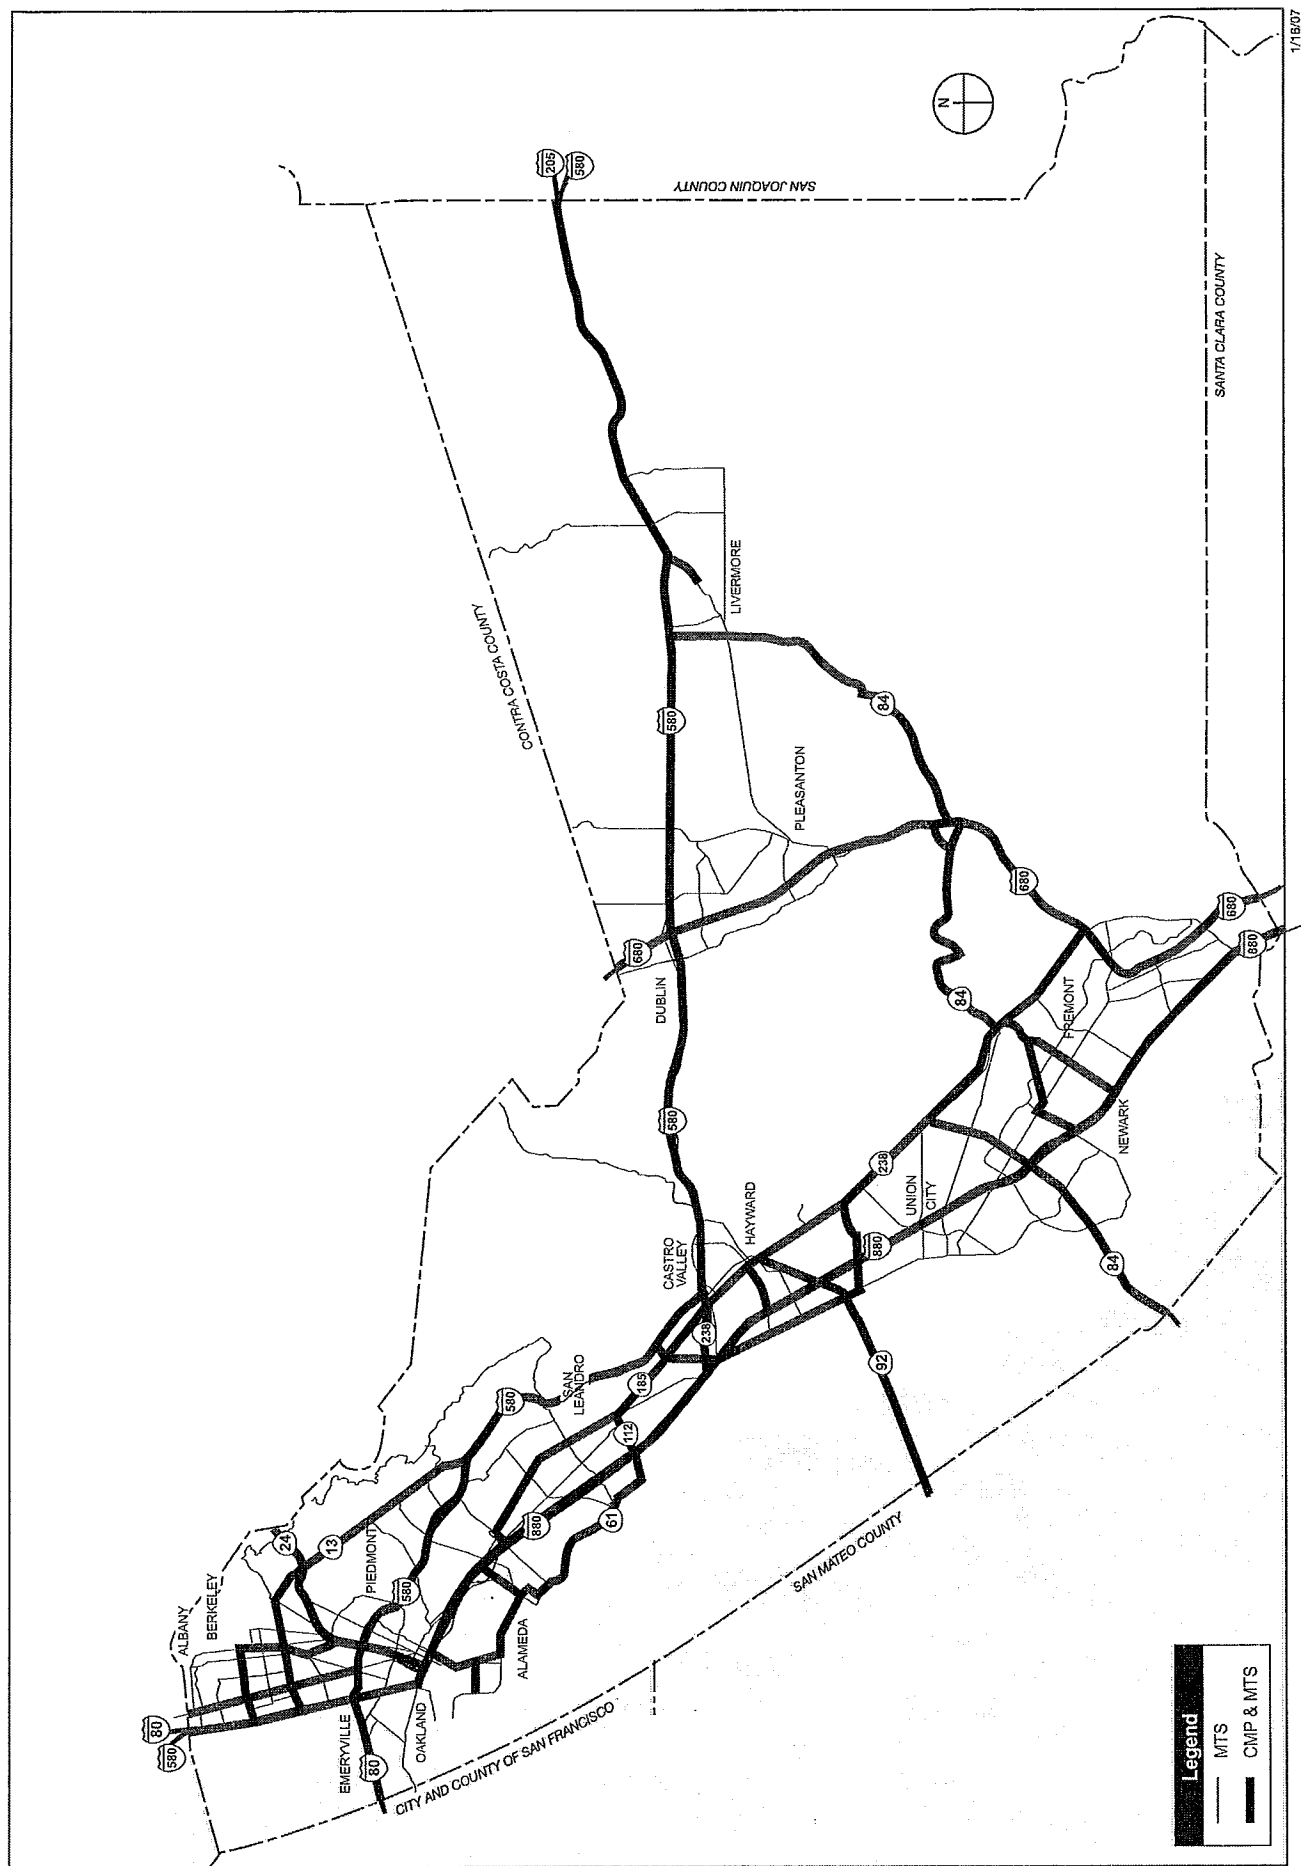 1/16/07
N
205
580
SAN JOAQUIN COUNTY
SANTA CLARA COUNTY
CONTRA COSTA COUNTY
LIVERMORE
580
84
PLEASANTON
680
680
680
880
DUBLIN
84
FREMONT
580
NEWARK
238
UNION
CITY
HAYWARD
CASTRO
VALLEY
880
84
238
92
SAN
LEANDRO
580
185
112
61
880
24
13
PIEDMONT
580
BERKELEY
ALBANY
ALAMEDA
SAN MATEO COUNTY
80
580
EMERYVILLE
80
OAKLAND
CITY AND COUNTY OF SAN FRANCISCO
Legend
MTS
CMP & MTS